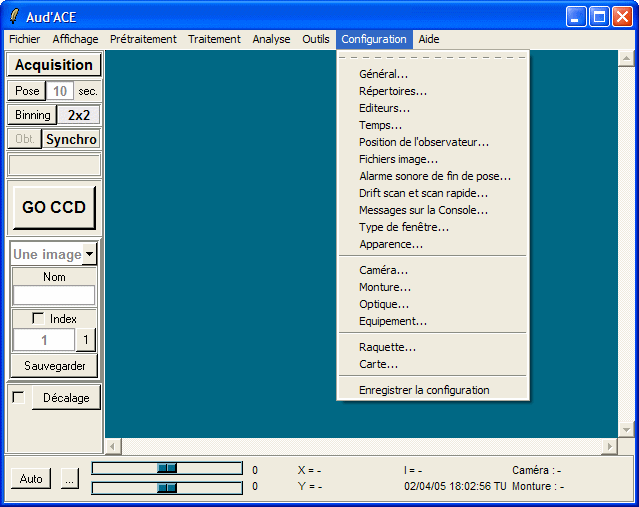 Aud'ACE
Fichier Affichage Prétraitement Traitement Analyse Outils Configuration Aide
Acquisition
Pose 10 sec.
Binning 2x2
Obt. Synchro
GO CCD
Une image
Nom
Index
1 1
Sauvegarder
Décalage
Général...
Répertoires...
Editeurs...
Temps...
Position de l'observateur...
Fichiers image...
Alarme sonore de fin de pose...
Drift scan et scan rapide...
Messages sur la Console...
Type de fenêtre...
Apparence...
Caméra...
Monture...
Optique...
Equipement...
Raquette...
Carte...
Enregistrer la configuration
Auto ...
0 X = - I = - Caméra : -
0 Y = - 02/04/05 18:02:56 TU Monture : -